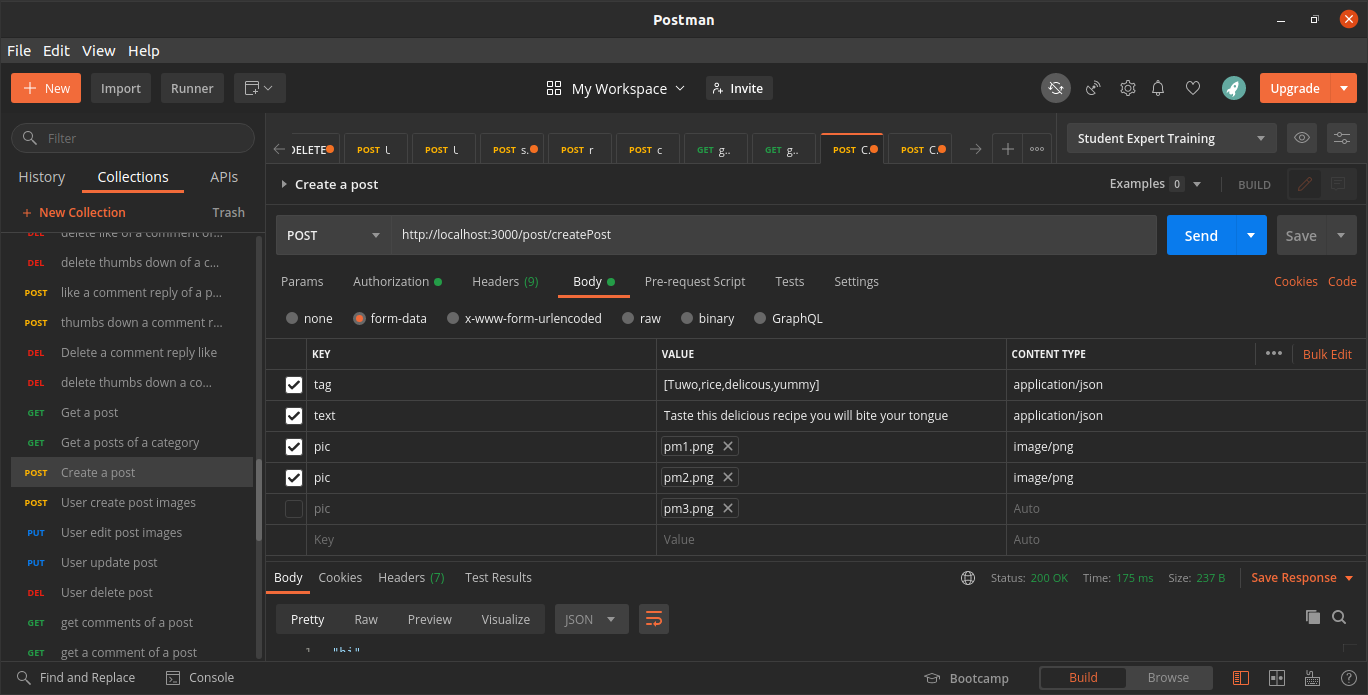 Postman
File Edit View Help
+ New Import Runner My Workspace Invite Upgrade
Filter
History Collections APIs
+ New Collection Trash
delete like of a comment of...
DEL delete thumbs down of a c...
POST like a comment reply of a p...
POST thumbs down a comment r...
DEL Delete a comment reply like
DEL delete thumbs down a co...
GET Get a post
GET Get a posts of a category
POST Create a post
POST User create post images
PUT User edit post images
PUT User update post
DEL User delete post
GET get comments of a post
GET get a comment of a post
DELETE POST POST POST s. POST r POST c GET g.. GET g.. POST C. POST C. Student Expert Training
Create a post Examples 0 BUILD
POST http://localhost:3000/post/createPost Send Save
Params Authorization Headers (9) Body Pre-request Script Tests Settings Cookies Code
none form-data x-www-form-urlencoded raw binary GraphQL
KEY VALUE CONTENT TYPE Bulk Edit
tag [Tuwo,rice,delicous,yummy] application/json
text Taste this delicious recipe you will bite your tongue application/json
pic pm1.png image/png
pic pm2.png image/png
pic pm3.png Auto
Key Value Auto
Body Cookies Headers (7) Test Results Status: 200 OK Time: 175 ms Size: 237 B Save Response
Pretty Raw Preview Visualize JSON
1 "hi"
Find and Replace Console Bootcamp Build Browse